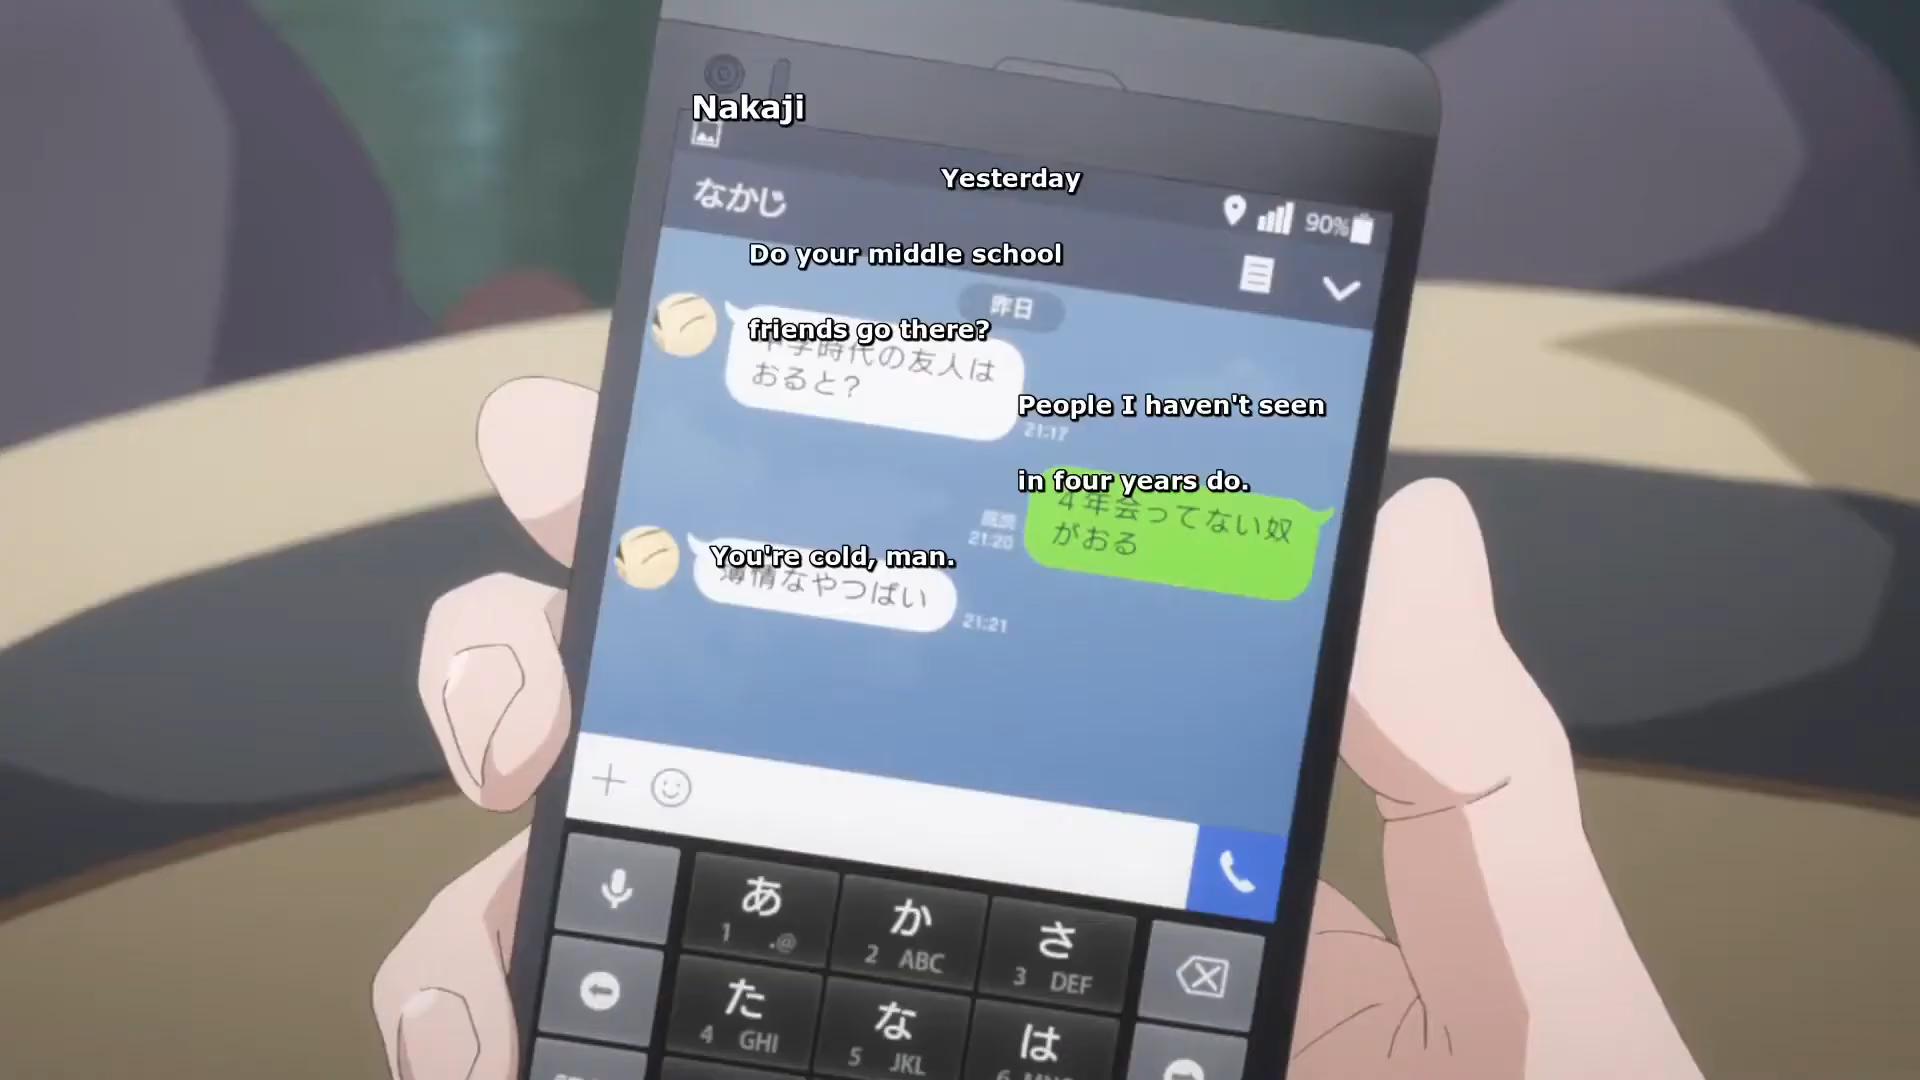 Nakaji
Yesterday
なかじ
90%
Do your middle school
昨日
friends go there?
中学時代の友人は
おると?
People I haven't seen
21:17
in four years do.
4年会ってない奴
がおる
既読
21:20
You're cold, man.
薄情なやつばい
21:21
あ
1 .@
か
2 ABC
さ
3 DEF
た
4 GHI
な
5 JKL
は
6